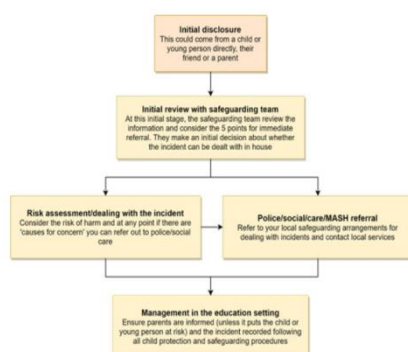 Initial disclosure
This could come from a child or
young person directly, their
friend or a parent
Initial review with safeguarding team
At this initial stage, the safeguarding team review the
information and consider the 5 points for immediate
referral. They make an initial decision about whether
the incident can be dealt with in house
Risk assessment/dealing with the incident
Consider the risk of harm and at any point if there are
'causes for concern' you can refer out to police/social
care
Police/social/care/MASH referral
Refer to your local safeguarding arrangements for
dealing with incidents and contact local services
Management in the education setting
Ensure parents are informed (unless it puts the child or
young person at risk) and the incident recorded following
all child protection and safeguarding procedures